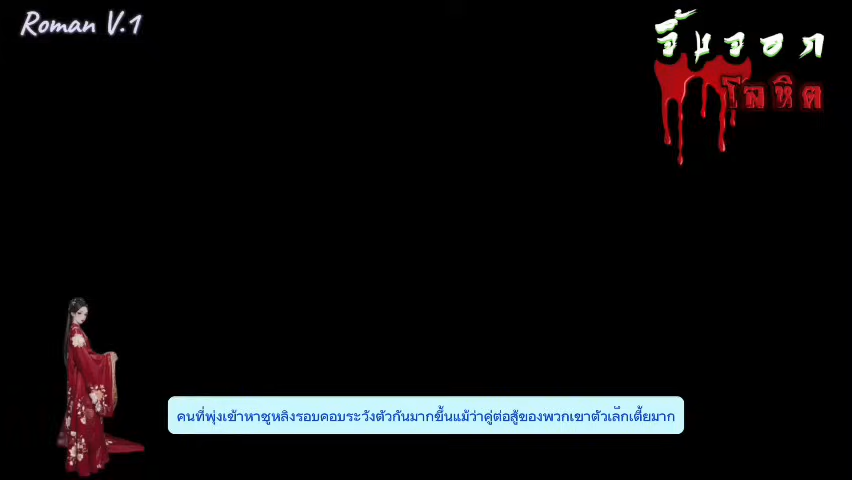 Roman V.1
จิ้นจอก
โลหิต
คนที่พุ่งเข้าหาซูหลิงรอบคอบระวังตัวกันมากขึ้นแม้ว่าคู่ต่อสู้ของพวกเขาตัวเล็กเตี้ยมาก